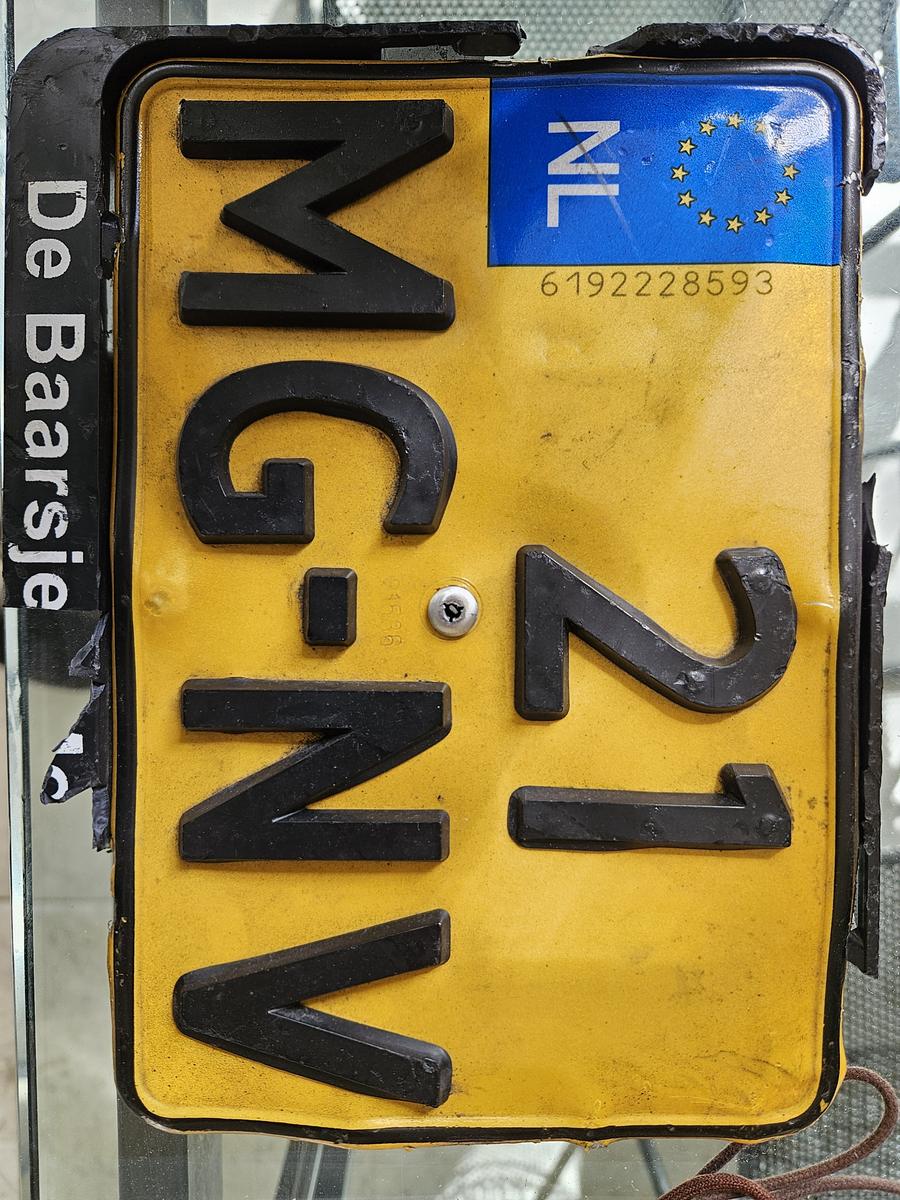 NL
6192228593
21
MG-NV
De Baarsje